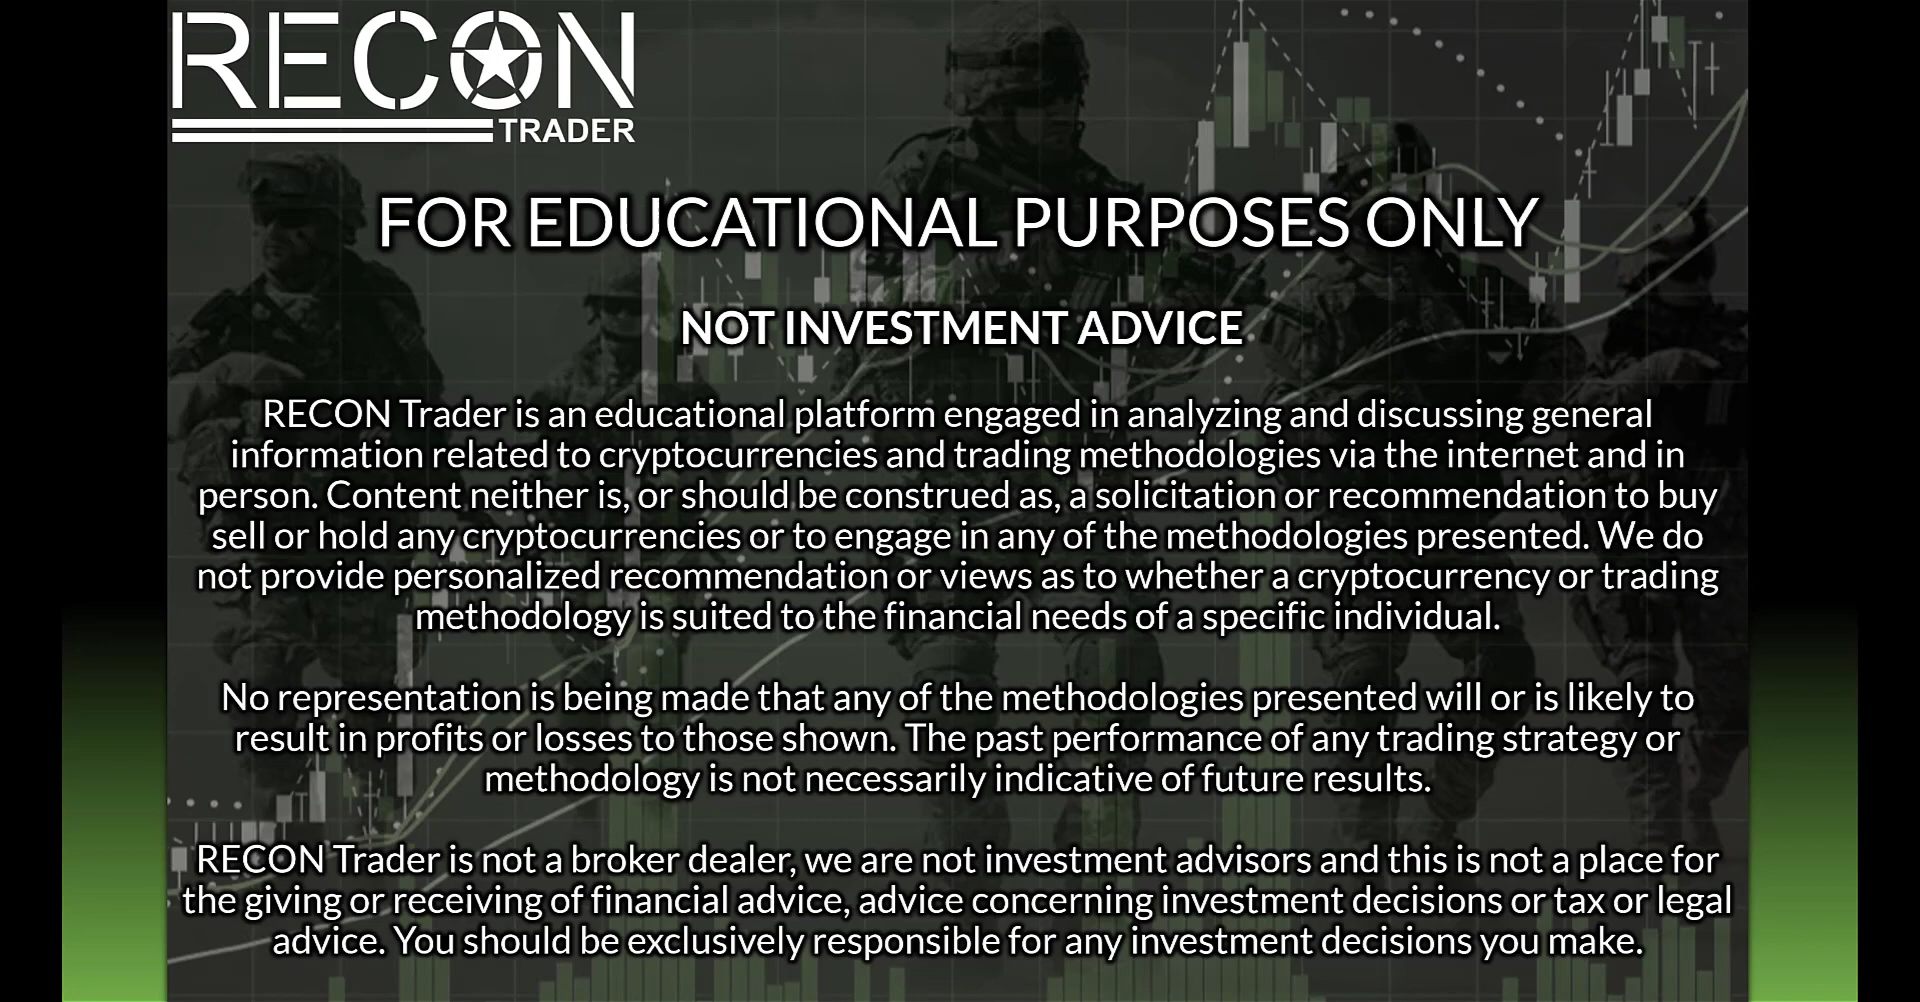 RECON
TRADER
FOR EDUCATIONAL PURPOSES ONLY
NOT INVESTMENT ADVICE
RECON Trader is an educational platform engaged in analyzing and discussing general
information related to cryptocurrencies and trading methodologies via the internet and in
person. Content neither is, or should be construed as, a solicitation or recommendation to buy
sell or hold any cryptocurrencies or to engage in any of the methodologies presented. We do
not provide personalized recommendation or views as to whether a cryptocurrency or trading
methodology is suited to the financial needs of a specific individual.
No representation is being made that any of the methodologies presented will or is likely to
result in profits or losses to those shown. The past performance of any trading strategy or
methodology is not necessarily indicative of future results.
RECON Trader is not a broker dealer, we are not investment advisors and this is not a place for
the giving or receiving of financial advice, advice concerning investment decisions or tax or legal
advice. You should be exclusively responsible for any investment decisions you make.